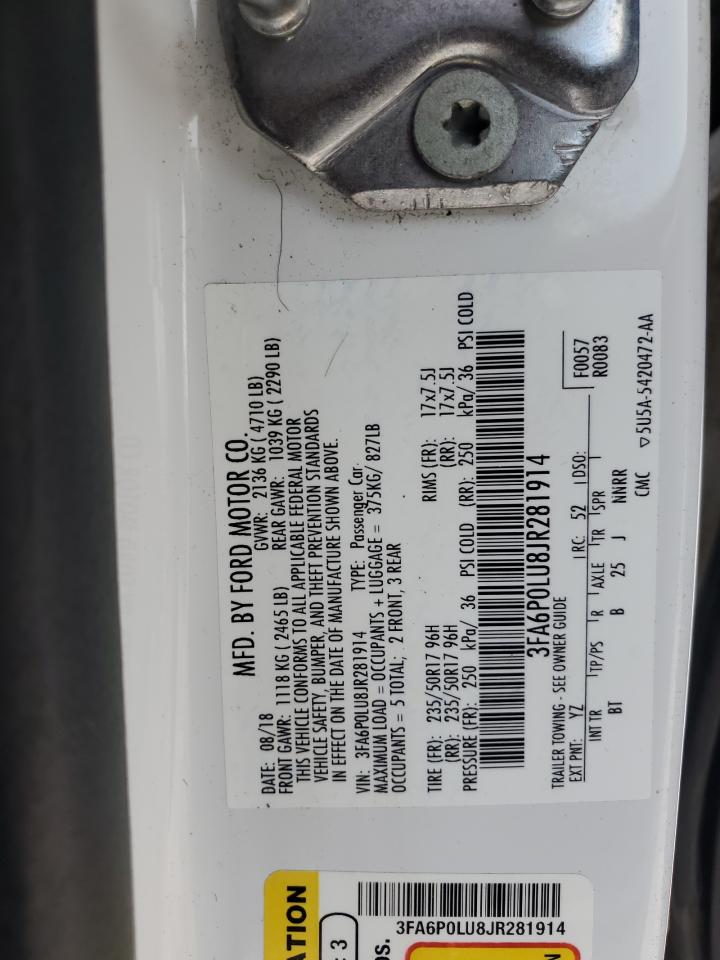 MFD. BY FORD MOTOR CO.
DATE: 08/18 GVWR: 2136 KG ( 4710 LB)
FRONT GAWR: 1118 KG ( 2465 LB) REAR GAWR: 1039 KG ( 2290 LB)
THIS VEHICLE CONFORMS TO ALL APPLICABLE FEDERAL MOTOR
VEHICLE SAFETY, BUMPER, AND THEFT PREVENTION STANDARDS
IN EFFECT ON THE DATE OF MANUFACTURE SHOWN ABOVE.
VIN: 3FA6P0LU8JR281914 TYPE: Passenger Car
MAXIMUM LOAD = OCCUPANTS + LUGGAGE = 375KG/ 827LB
OCCUPANTS = 5 TOTAL; 2 FRONT, 3 REAR
TIRE (FR): 235/50R17 96H RIMS (FR): 17x7.5J
(RR): 235/50R17 96H (RR): 17x7.5J
PRESSURE (FR): 250 kPa/ 36 PSI COLD (RR): 250 kPa/ 36 PSI COLD
3FA6P0LU8JR281914
TRAILER TOWING - SEE OWNER GUIDE
F0057
R0083
EXT PNT: YZ RC: 52 DSO:
INT TR TP/PS R AXLE TR SPR
BT B 25 J NNRR
CMC ▽5U5A-5420472-AA
3FA6P0LU8JR281914